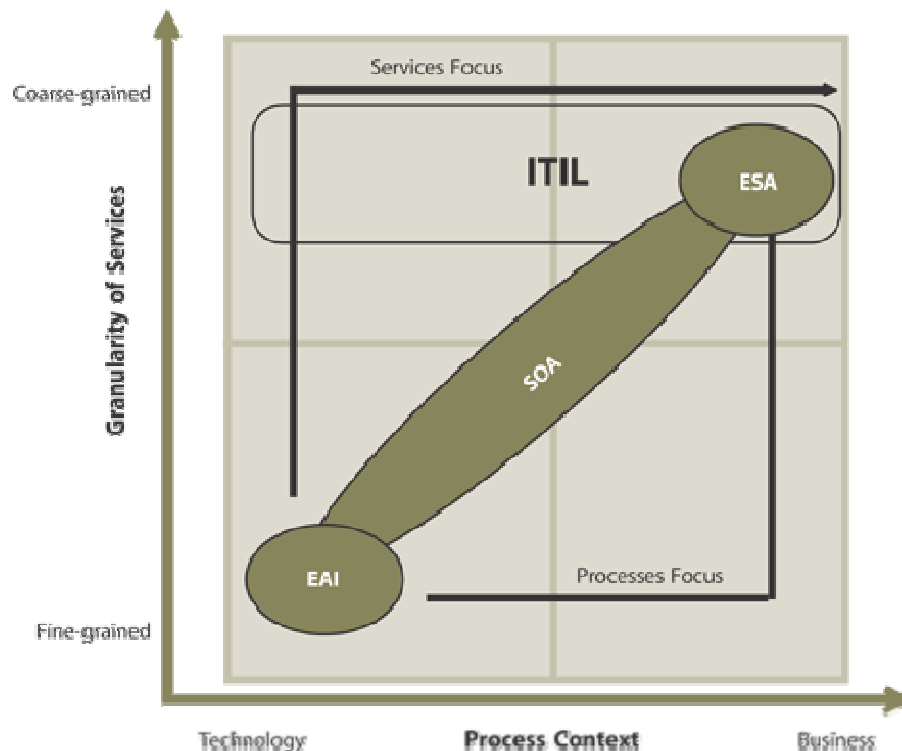 Services Focus
Coarse-grained
ITIL
ESA
Granularity of Services
SOA
EAI
Processes Focus
Fine-grained
Technology
Process Context
Business